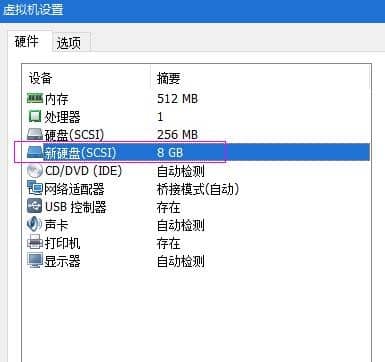 虚拟机设置
硬件 选项
设备 摘要
内存 512 MB
处理器 1
硬盘(SCSI) 256 MB
新硬盘(SCSI) 8 GB
CD/DVD (IDE) 自动检测
网络适配器 桥接模式(自动)
USB 控制器 存在
声卡 自动检测
打印机 存在
显示器 自动检测